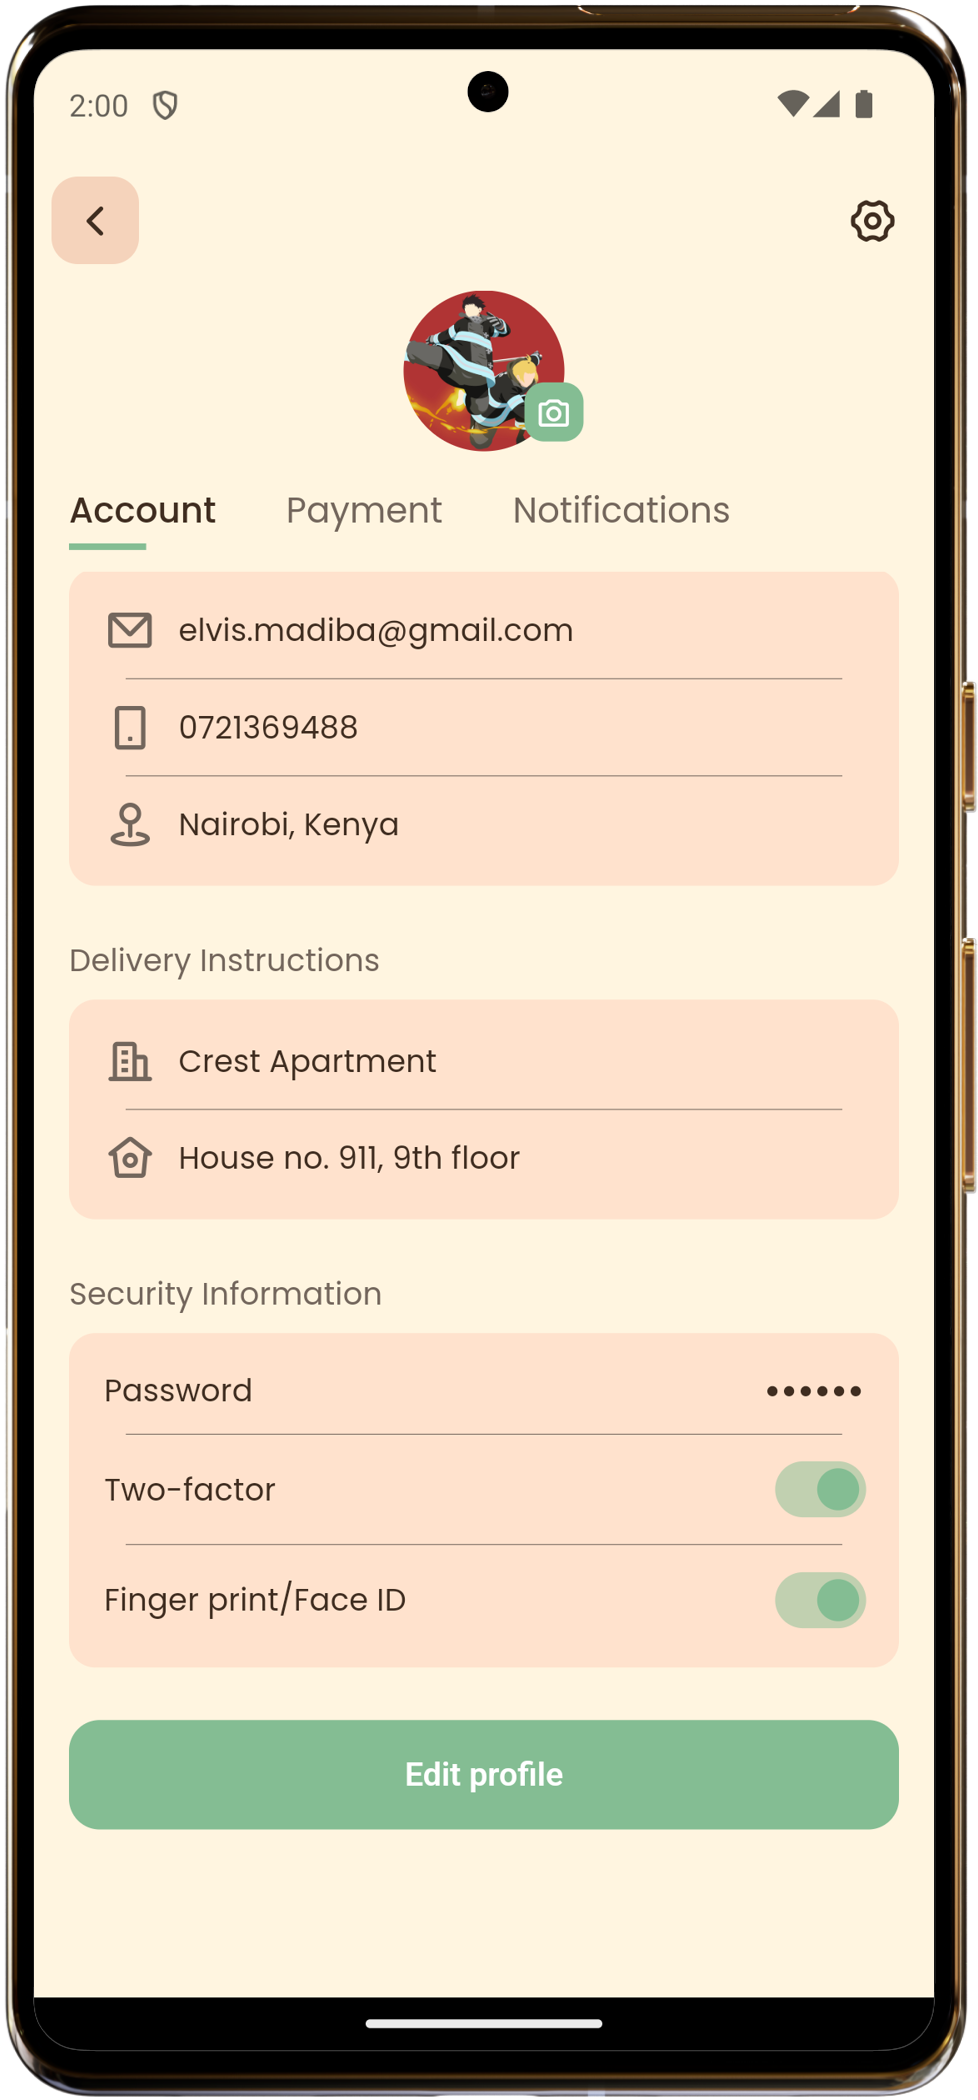 2:00
Account Payment Notifications
elvis.madiba@gmail.com
0721369488
Nairobi, Kenya
Delivery Instructions
Crest Apartment
House no. 911, 9th floor
Security Information
Password ••••••
Two-factor
Finger print/Face ID
Edit profile